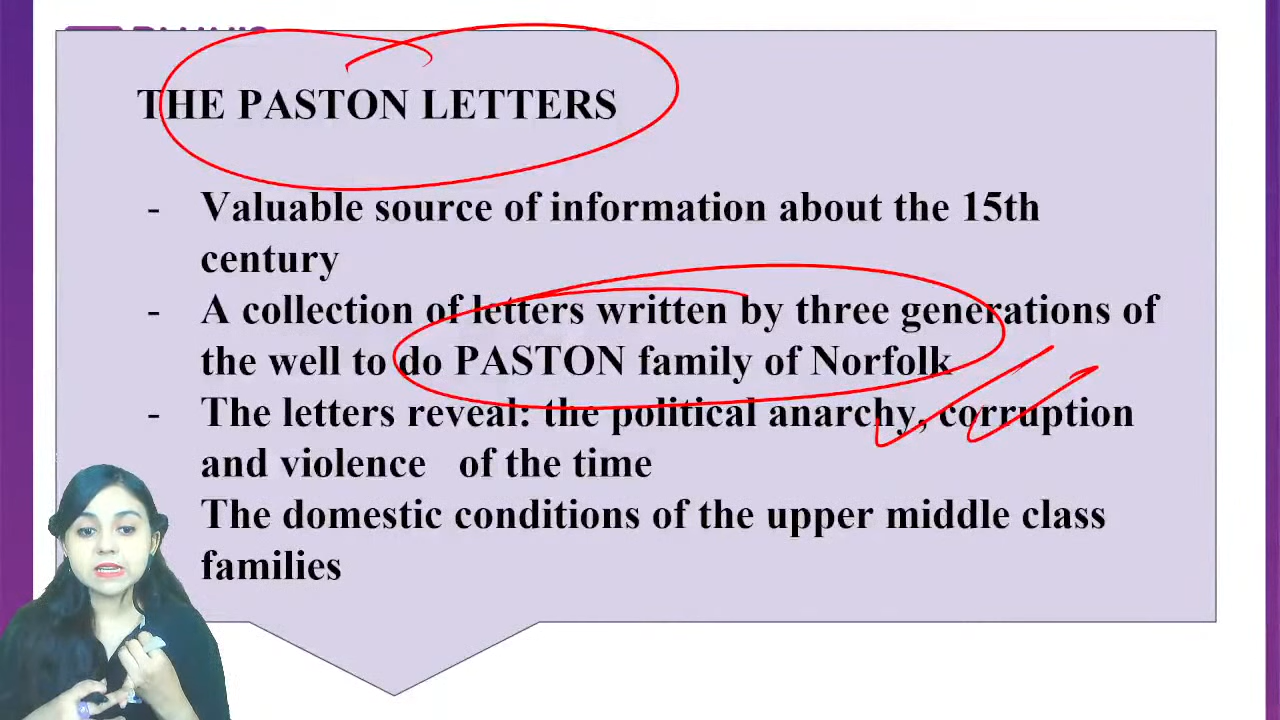 THE PASTON LETTERS
- Valuable source of information about the 15th
century
- A collection of letters written by three generations of
the well to do PASTON family of Norfolk
- The letters reveal: the political anarchy, corruption
and violence of the time
The domestic conditions of the upper middle class
families